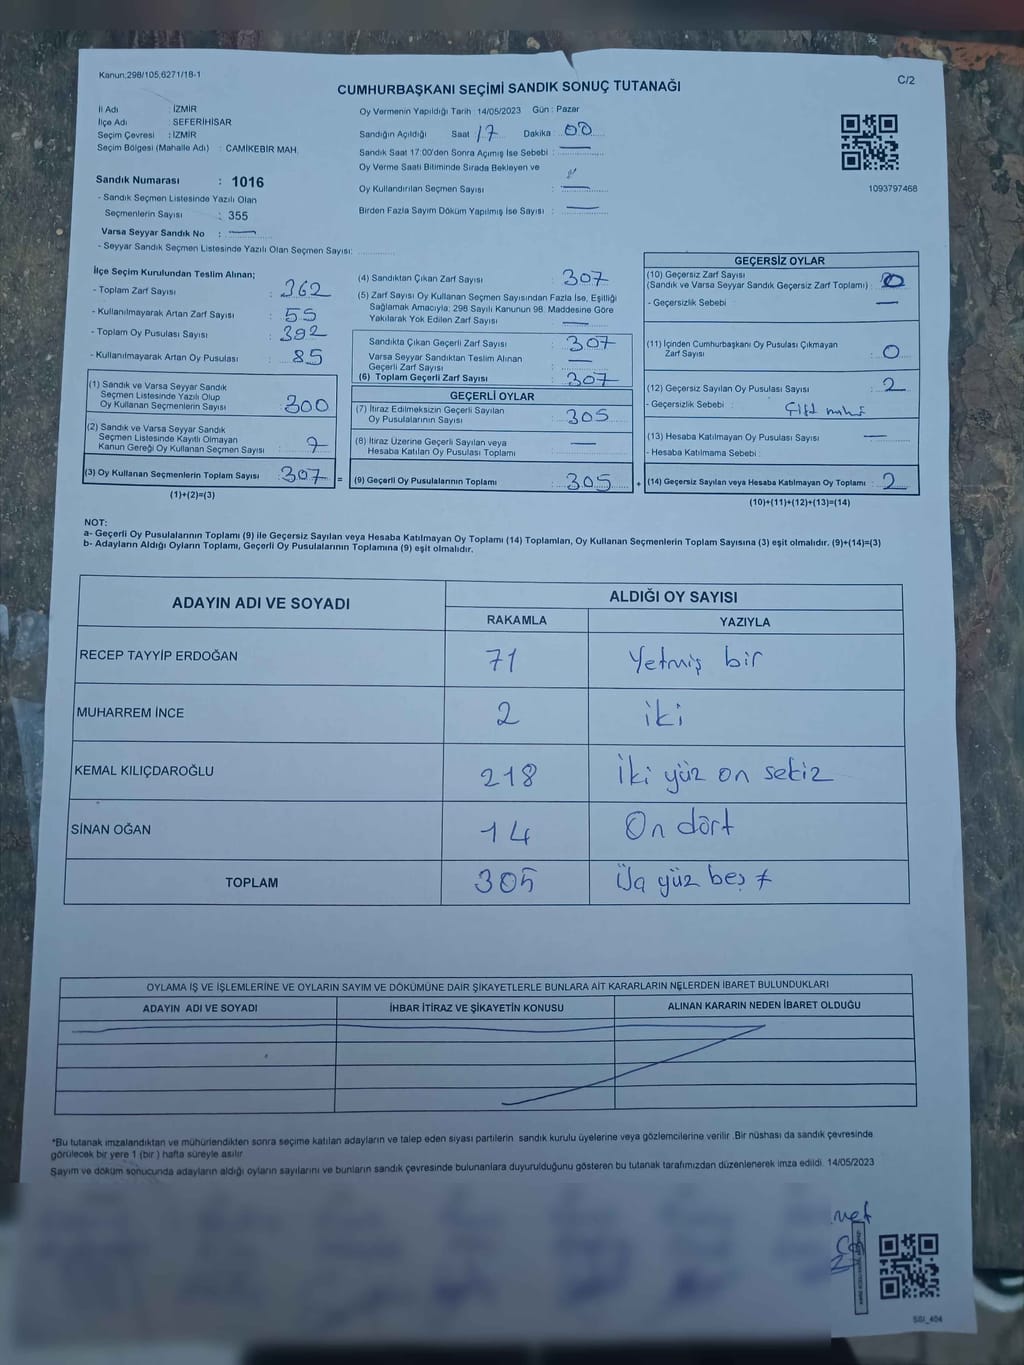 Kanun:298/105,6271/18-1
C/2
CUMHURBAŞKANI SEÇİMİ SANDIK SONUÇ TUTANAĞI
İl Adı : İZMİR
İlçe Adı : SEFERİHİSAR
Seçim Çevresi : İZMİR
Seçim Bölgesi (Mahalle Adı) : CAMİKEBİR MAH.
Oy Vermenin Yapıldığı Tarih : 14/05/2023 Gün : Pazar
Sandığın Açıldığı Saat 17 Dakika : 00
Sandık Saat 17:00'den Sonra Açımış İse Sebebi :
Oy Verme Saati Bitiminde Sırada Bekleyen ve
Oy Kullandırılan Seçmen Sayısı :
Birden Fazla Sayım Döküm Yapılmış İse Sayısı :
1093797468
Sandık Numarası : 1016
- Sandık Seçmen Listesinde Yazılı Olan
Seçmenlerin Sayısı : 355
Varsa Seyyar Sandık No :
- Seyyar Sandık Seçmen Listesinde Yazılı Olan Seçmen Sayısı:
İlçe Seçim Kurulundan Teslim Alınan;
- Toplam Zarf Sayısı : 362
- Kullanılmayarak Artan Zarf Sayısı : 55
- Toplam Oy Pusulası Sayısı : 392
- Kullanılmayarak Artan Oy Pusulası : 85
(1) Sandık ve Varsa Seyyar Sandık
Seçmen Listesinde Yazılı Olup
Oy Kullanan Seçmenlerin Sayısı : 300
(2) Sandık ve Varsa Seyyar Sandık
Seçmen Listesinde Kayıtlı Olmayan
Kanun Gereği Oy Kullanan Seçmen Sayısı : 7
(3) Oy Kullanan Seçmenlerin Toplam Sayısı : 307 =
(1)+(2)=(3)
(4) Sandıktan Çıkan Zarf Sayısı : 307
(5) Zarf Sayısı Oy Kullanan Seçmen Sayısından Fazla İse, Eşitliği
Sağlamak Amacıyla; 298 Sayılı Kanunun 98. Maddesine Göre
Yakılarak Yok Edilen Zarf Sayısı :
Sandıkta Çıkan Geçerli Zarf Sayısı : 307
Varsa Seyyar Sandıktan Teslim Alınan
Geçerli Zarf Sayısı :
(6) Toplam Geçerli Zarf Sayısı : 307
GEÇERLİ OYLAR
(7) İtiraz Edilmeksizin Geçerli Sayılan
Oy Pusulalarının Sayısı : 305
(8) İtiraz Üzerine Geçerli Sayılan veya
Hesaba Katılan Oy Pusulası Toplamı :
(9) Geçerli Oy Pusulalarının Toplamı : 305 +
GEÇERSİZ OYLAR
(10) Geçersiz Zarf Sayısı
(Sandık ve Varsa Seyyar Sandık Geçersiz Zarf Toplamı) : 0
- Geçersizlik Sebebi :
(11) İçinden Cumhurbaşkanı Oy Pusulası Çıkmayan
Zarf Sayısı : 0
(12) Geçersiz Sayılan Oy Pusulası Sayısı : 2
- Geçersizlik Sebebi : Çift mühü
(13) Hesaba Katılmayan Oy Pusulası Sayısı :
- Hesaba Katılmama Sebebi :
(14) Geçersiz Sayılan veya Hesaba Katılmayan Oy Toplamı : 2
(10)+(11)+(12)+(13)=(14)
NOT:
a- Geçerli Oy Pusulalarının Toplamı (9) ile Geçersiz Sayılan veya Hesaba Katılmayan Oy Toplamı (14) Toplamları, Oy Kullanan Seçmenlerin Toplam Sayısına (3) eşit olmalıdır. (9)+(14)=(3)
b- Adayların Aldığı Oyların Toplamı, Geçerli Oy Pusulalarının Toplamına (9) eşit olmalıdır.
ADAYIN ADI VE SOYADI ALDIĞI OY SAYISI
RAKAMLA YAZIYLA
RECEP TAYYİP ERDOĞAN 71 Yetmiş bir
MUHARREM İNCE 2 iki
KEMAL KILIÇDAROĞLU 218 İki yüz on sekiz
SİNAN OĞAN 14 On dört
TOPLAM 305 Üç yüz beş
OYLAMA İŞ VE İŞLEMLERİNE VE OYLARIN SAYIM VE DÖKÜMÜNE DAİR ŞİKAYETLERLE BUNLARA AİT KARARLARIN NELERDEN İBARET BULUNDUKLARI
ADAYIN ADI VE SOYADI İHBAR İTİRAZ VE ŞİKAYETİN KONUSU ALINAN KARARIN NEDEN İBARET OLDUĞU
*Bu tutanak imzalandıktan ve mühürlendikten sonra seçime katılan adayların ve talep eden siyasi partilerin sandık kurulu üyelerine veya gözlemcilerine verilir .Bir nüshası da sandık çevresinde
görülecek bir yere 1 (bir ) hafta süreyle asılır.
Sayım ve döküm sonucunda adayların aldığı oyların sayılarını ve bunların sandık çevresinde bulunanlara duyurulduğunu gösteren bu tutanak tarafımızdan düzenlenerek imza edildi. 14/05/2023
SSI_404